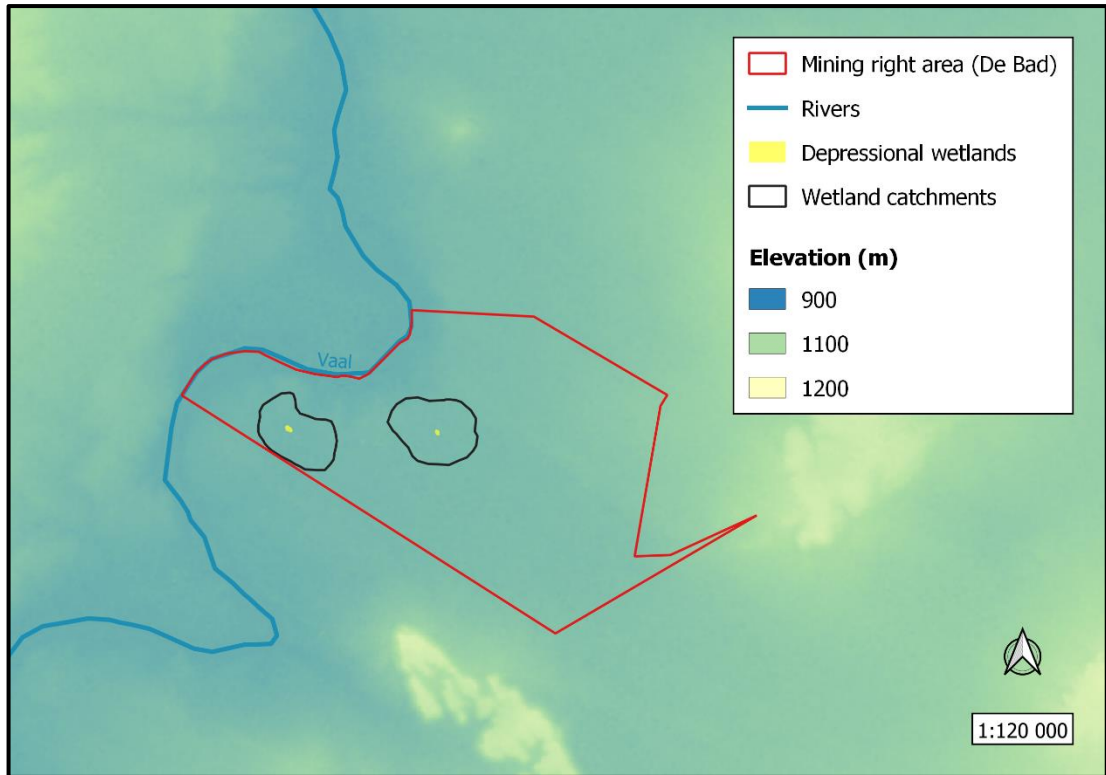 Mining right area (De Bad)
Rivers
Depressional wetlands
Wetland catchments
Elevation (m)
900
1100
1200
Vaal
1:120 000